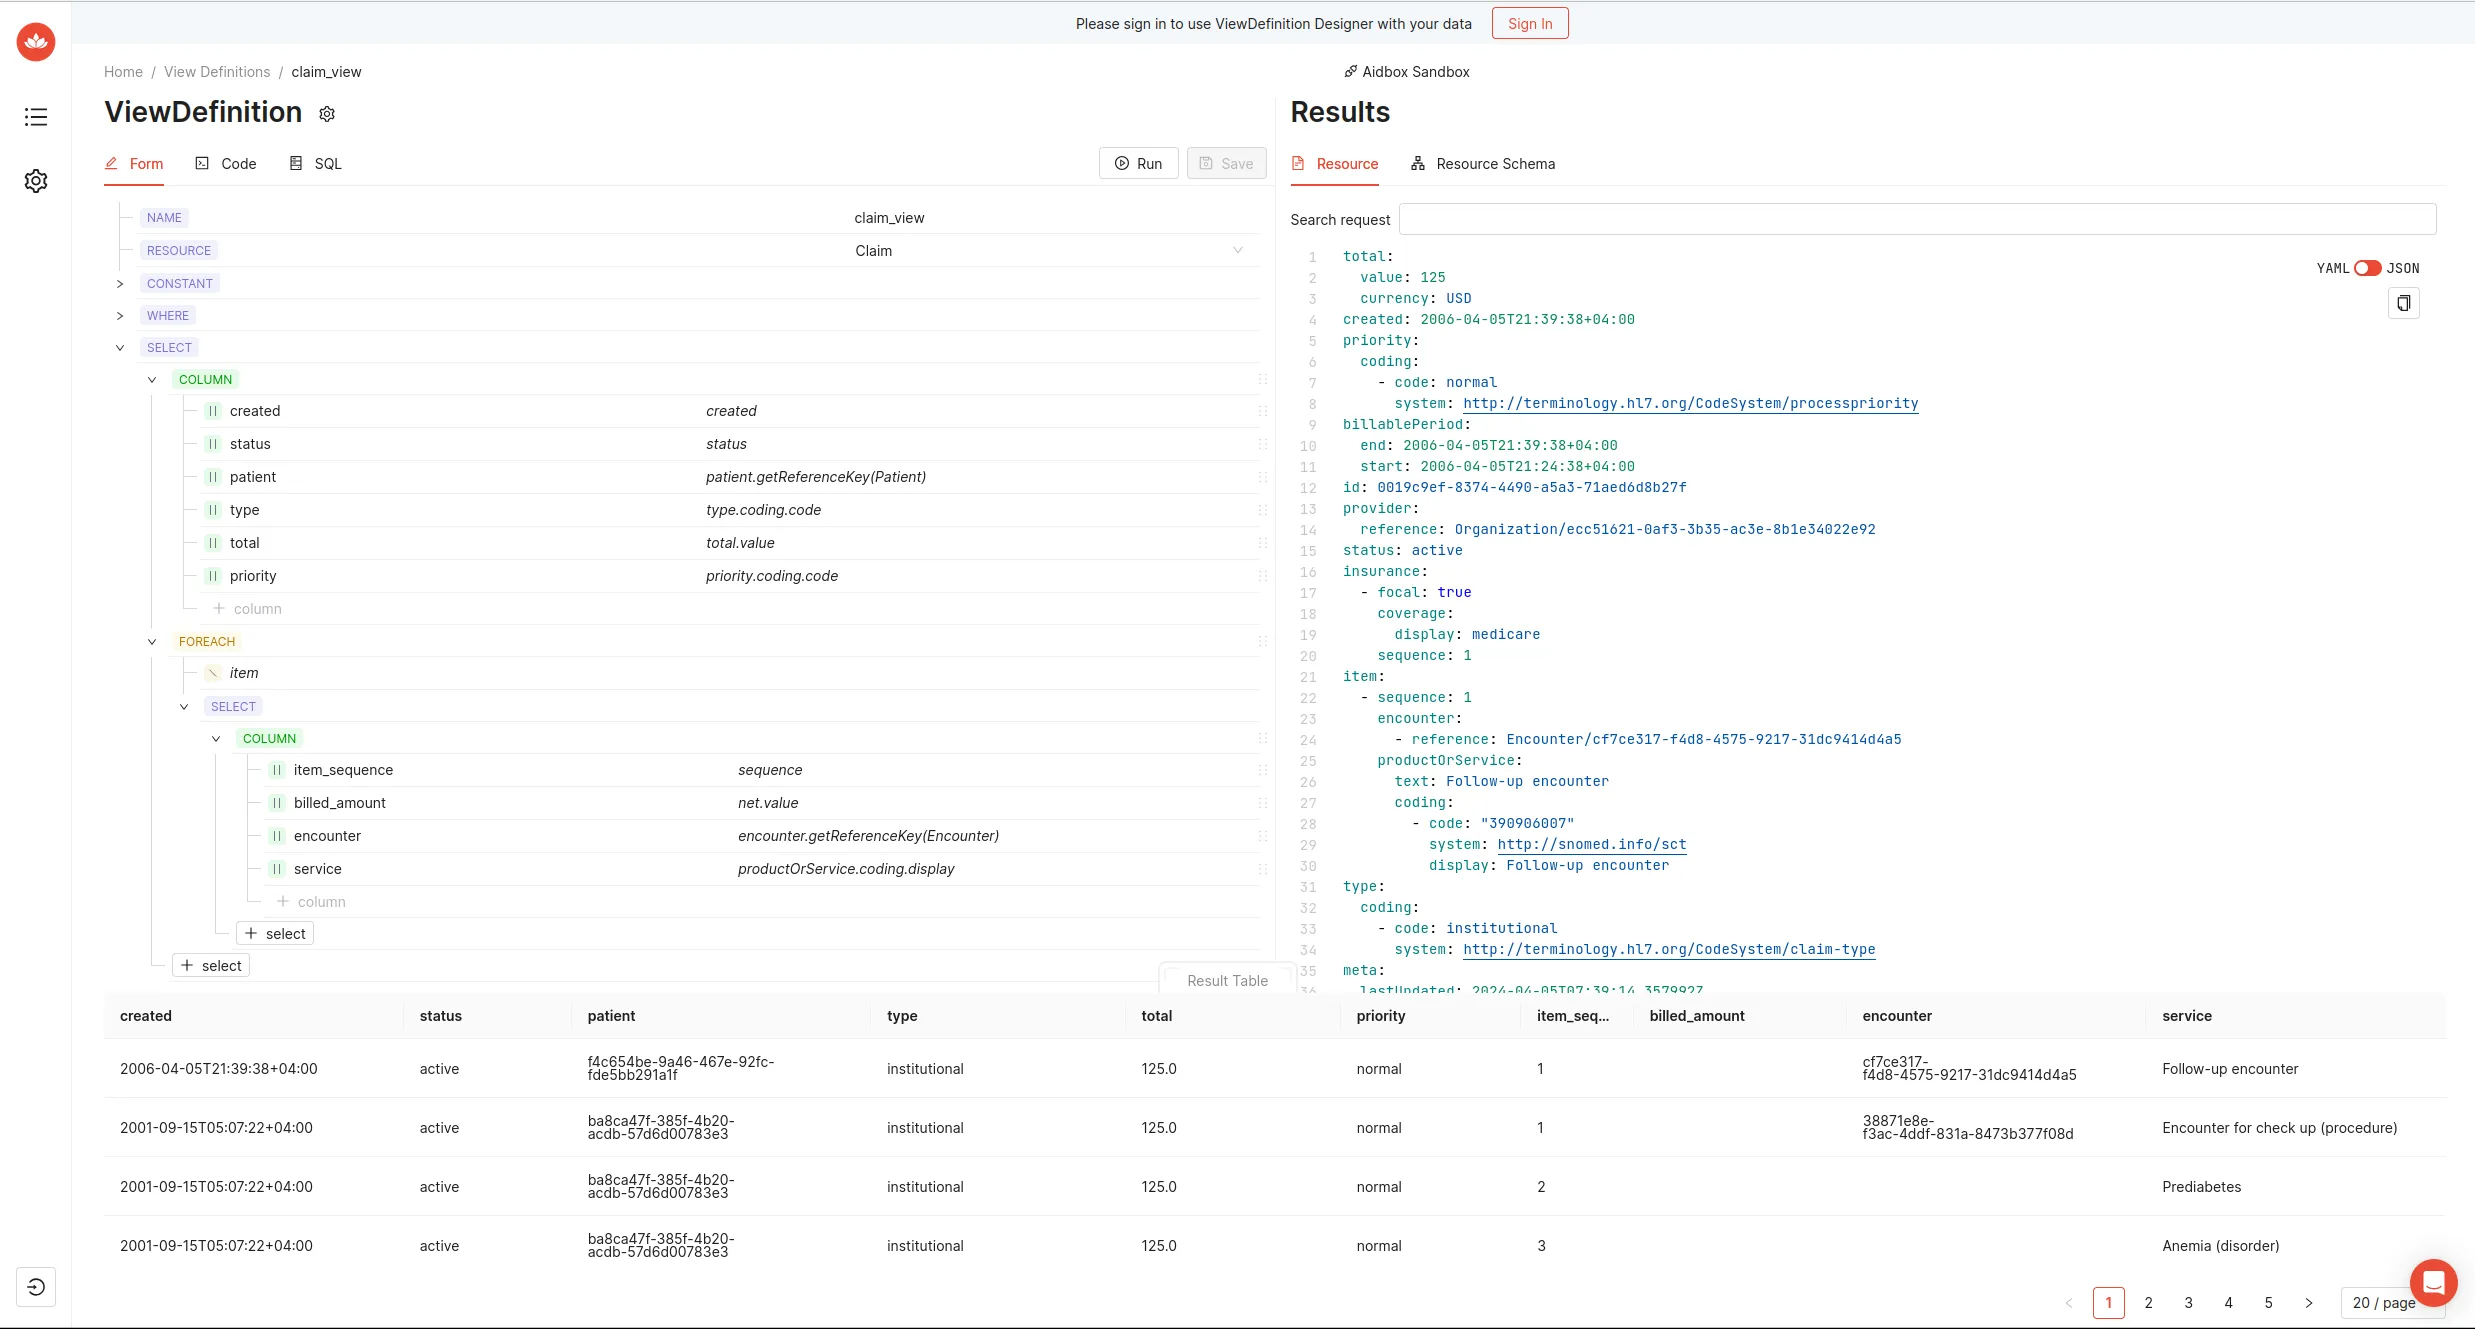 Please sign in to use ViewDefinition Designer with your data Sign In
Home / View Definitions / claim_view
Aidbox Sandbox
ViewDefinition
Form Code SQL Run Save
NAME claim_view
RESOURCE Claim
CONSTANT
WHERE
SELECT
COLUMN
created created
status status
patient patient.getReferenceKey(Patient)
type type.coding.code
total total.value
priority priority.coding.code
+ column
FOREACH
item
SELECT
COLUMN
item_sequence sequence
billed_amount net.value
encounter encounter.getReferenceKey(Encounter)
service productOrService.coding.display
+ column
+ select
+ select
Results
Resource Resource Schema
Search request
YAML JSON
1 total:
2 value: 125
3 currency: USD
4 created: 2006-04-05T21:39:38+04:00
5 priority:
6 coding:
7 - code: normal
8 system: http://terminology.hl7.org/CodeSystem/processpriority
9 billablePeriod:
10 end: 2006-04-05T21:39:38+04:00
11 start: 2006-04-05T21:24:38+04:00
12 id: 0019c9ef-8374-4490-a5a3-71aed6d8b27f
13 provider:
14 reference: Organization/ecc51621-0af3-3b35-ac3e-8b1e34022e92
15 status: active
16 insurance:
17 - focal: true
18 coverage:
19 display: medicare
20 sequence: 1
21 item:
22 - sequence: 1
23 encounter:
24 - reference: Encounter/cf7ce317-f4d8-4575-9217-31dc9414d4a5
25 productOrService:
26 text: Follow-up encounter
27 coding:
28 - code: "390906007"
29 system: http://snomed.info/sct
30 display: Follow-up encounter
31 type:
32 coding:
33 - code: institutional
34 system: http://terminology.hl7.org/CodeSystem/claim-type
35 meta:
36 lastUpdated: 2024-04-05T07:39:14.357992Z
Result Table
created status patient type total priority item_seq... billed_amount encounter service
2006-04-05T21:39:38+04:00 active f4c654be-9a46-467e-92fc-fde5bb291a1f institutional 125.0 normal 1 cf7ce317-f4d8-4575-9217-31dc9414d4a5 Follow-up encounter
2001-09-15T05:07:22+04:00 active ba8ca47f-385f-4b20-acdb-57d6d00783e3 institutional 125.0 normal 1 38871e8e-f3ac-4ddf-831a-8473b377f08d Encounter for check up (procedure)
2001-09-15T05:07:22+04:00 active ba8ca47f-385f-4b20-acdb-57d6d00783e3 institutional 125.0 normal 2 Prediabetes
2001-09-15T05:07:22+04:00 active ba8ca47f-385f-4b20-acdb-57d6d00783e3 institutional 125.0 normal 3 Anemia (disorder)
< 1 2 3 4 5 > 20 / page